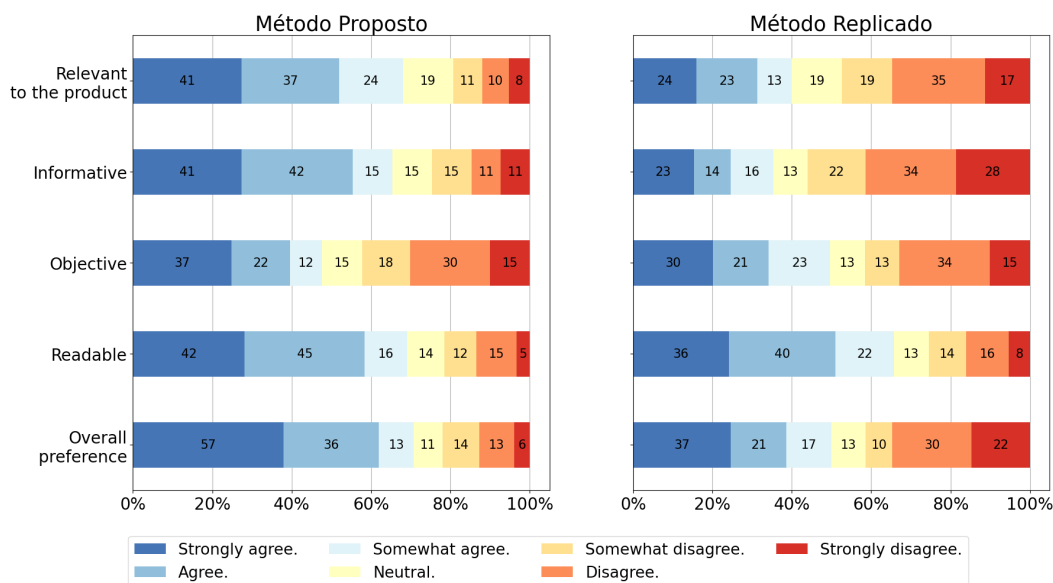 Método Proposto
Método Replicado
Relevant
to the product
41 37 24 19 11 10 8
24 23 13 19 19 35 17
Informative
41 42 15 15 15 11 11
23 14 16 13 22 34 28
Objective
37 22 12 15 18 30 15
30 21 23 13 13 34 15
Readable
42 45 16 14 12 15 5
36 40 22 13 14 16 8
Overall
preference
57 36 13 11 14 13 6
37 21 17 13 10 30 22
0% 20% 40% 60% 80% 100%
0% 20% 40% 60% 80% 100%
Strongly agree. Somewhat agree. Somewhat disagree. Strongly disagree.
Agree. Neutral. Disagree.